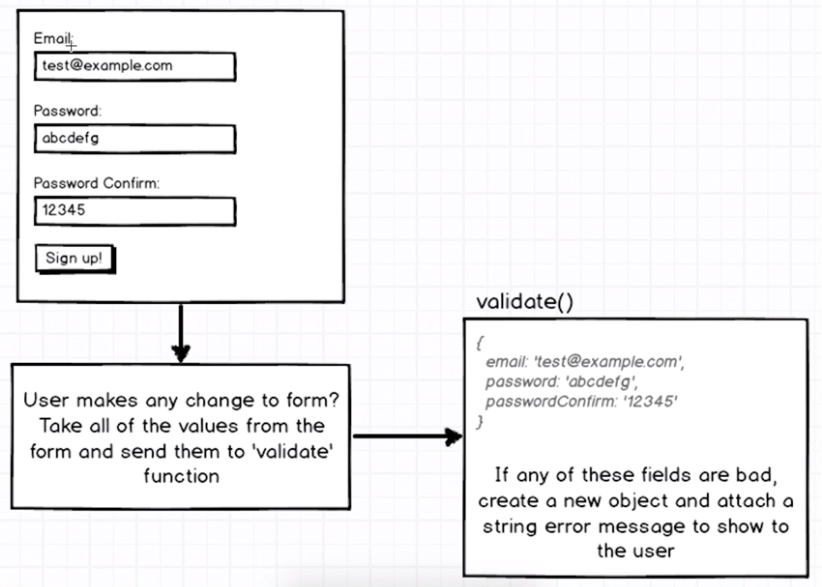 Email:
test@example.com
Password:
abcdefg
Password Confirm:
12345
Sign up!
User makes any change to form?
Take all of the values from the
form and send them to 'validate'
function
validate()
{
email: 'test@example.com',
password: 'abcdefg',
passwordConfirm: '12345'
}
If any of these fields are bad,
create a new object and attach a
string error message to show to
the user